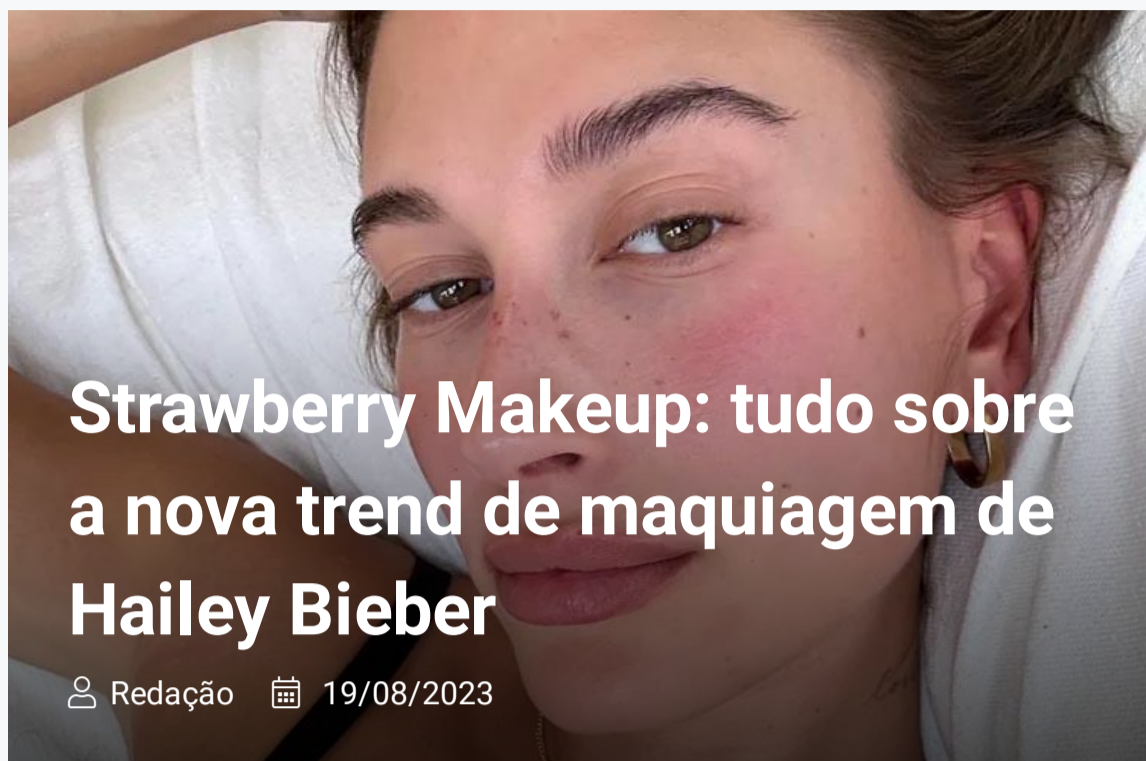 Strawberry Makeup: tudo sobre
a nova trend de maquiagem de
Hailey Bieber
Redação 19/08/2023